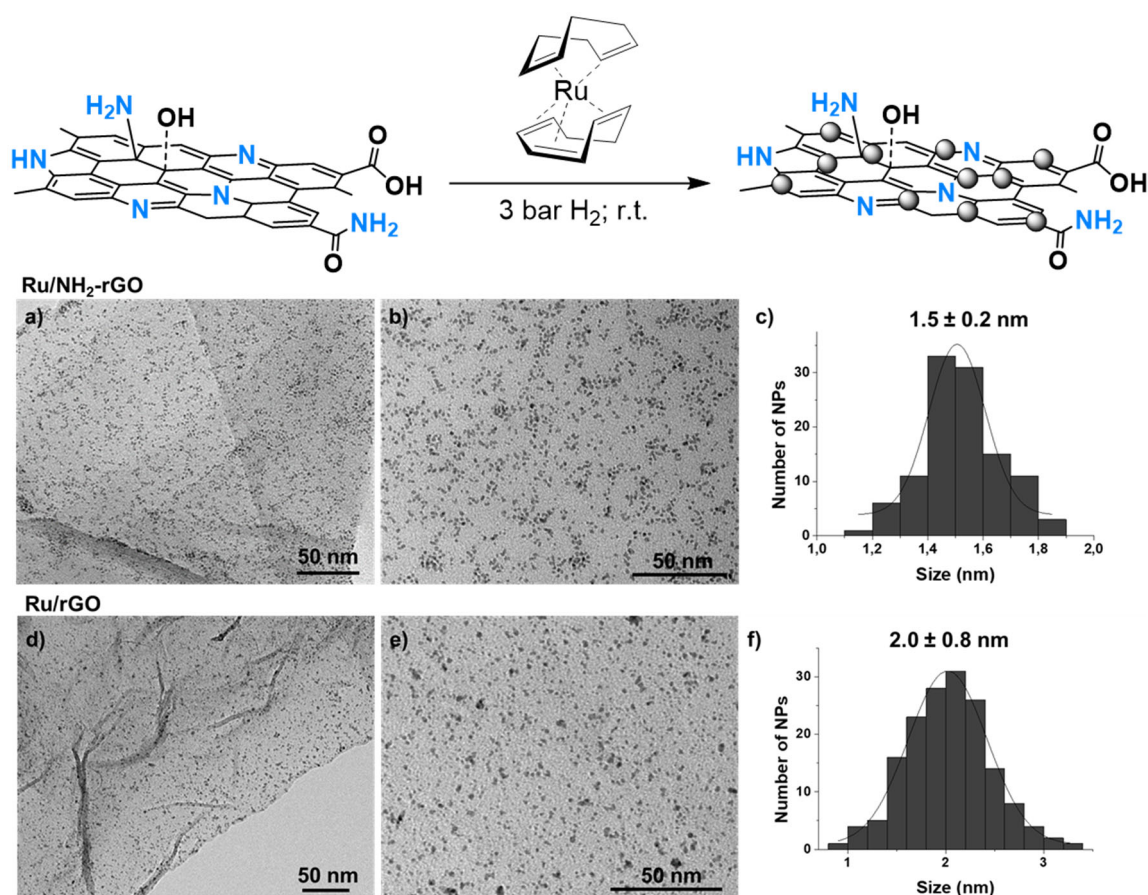 H₂N
OH
HN
N
O
OH
N
N
NH₂
O
Ru
3 bar H₂; r.t.
H₂N
OH
HN
N
O
OH
N
N
NH₂
O
Ru/NH₂-rGO
a)
50 nm
b)
50 nm
c)
1.5 ± 0.2 nm
Number of NPs
30
20
10
0
1,0 1,2 1,4 1,6 1,8 2,0
Size (nm)
Ru/rGO
d)
50 nm
e)
50 nm
f)
2.0 ± 0.8 nm
Number of NPs
30
20
10
0
1 2 3
Size (nm)